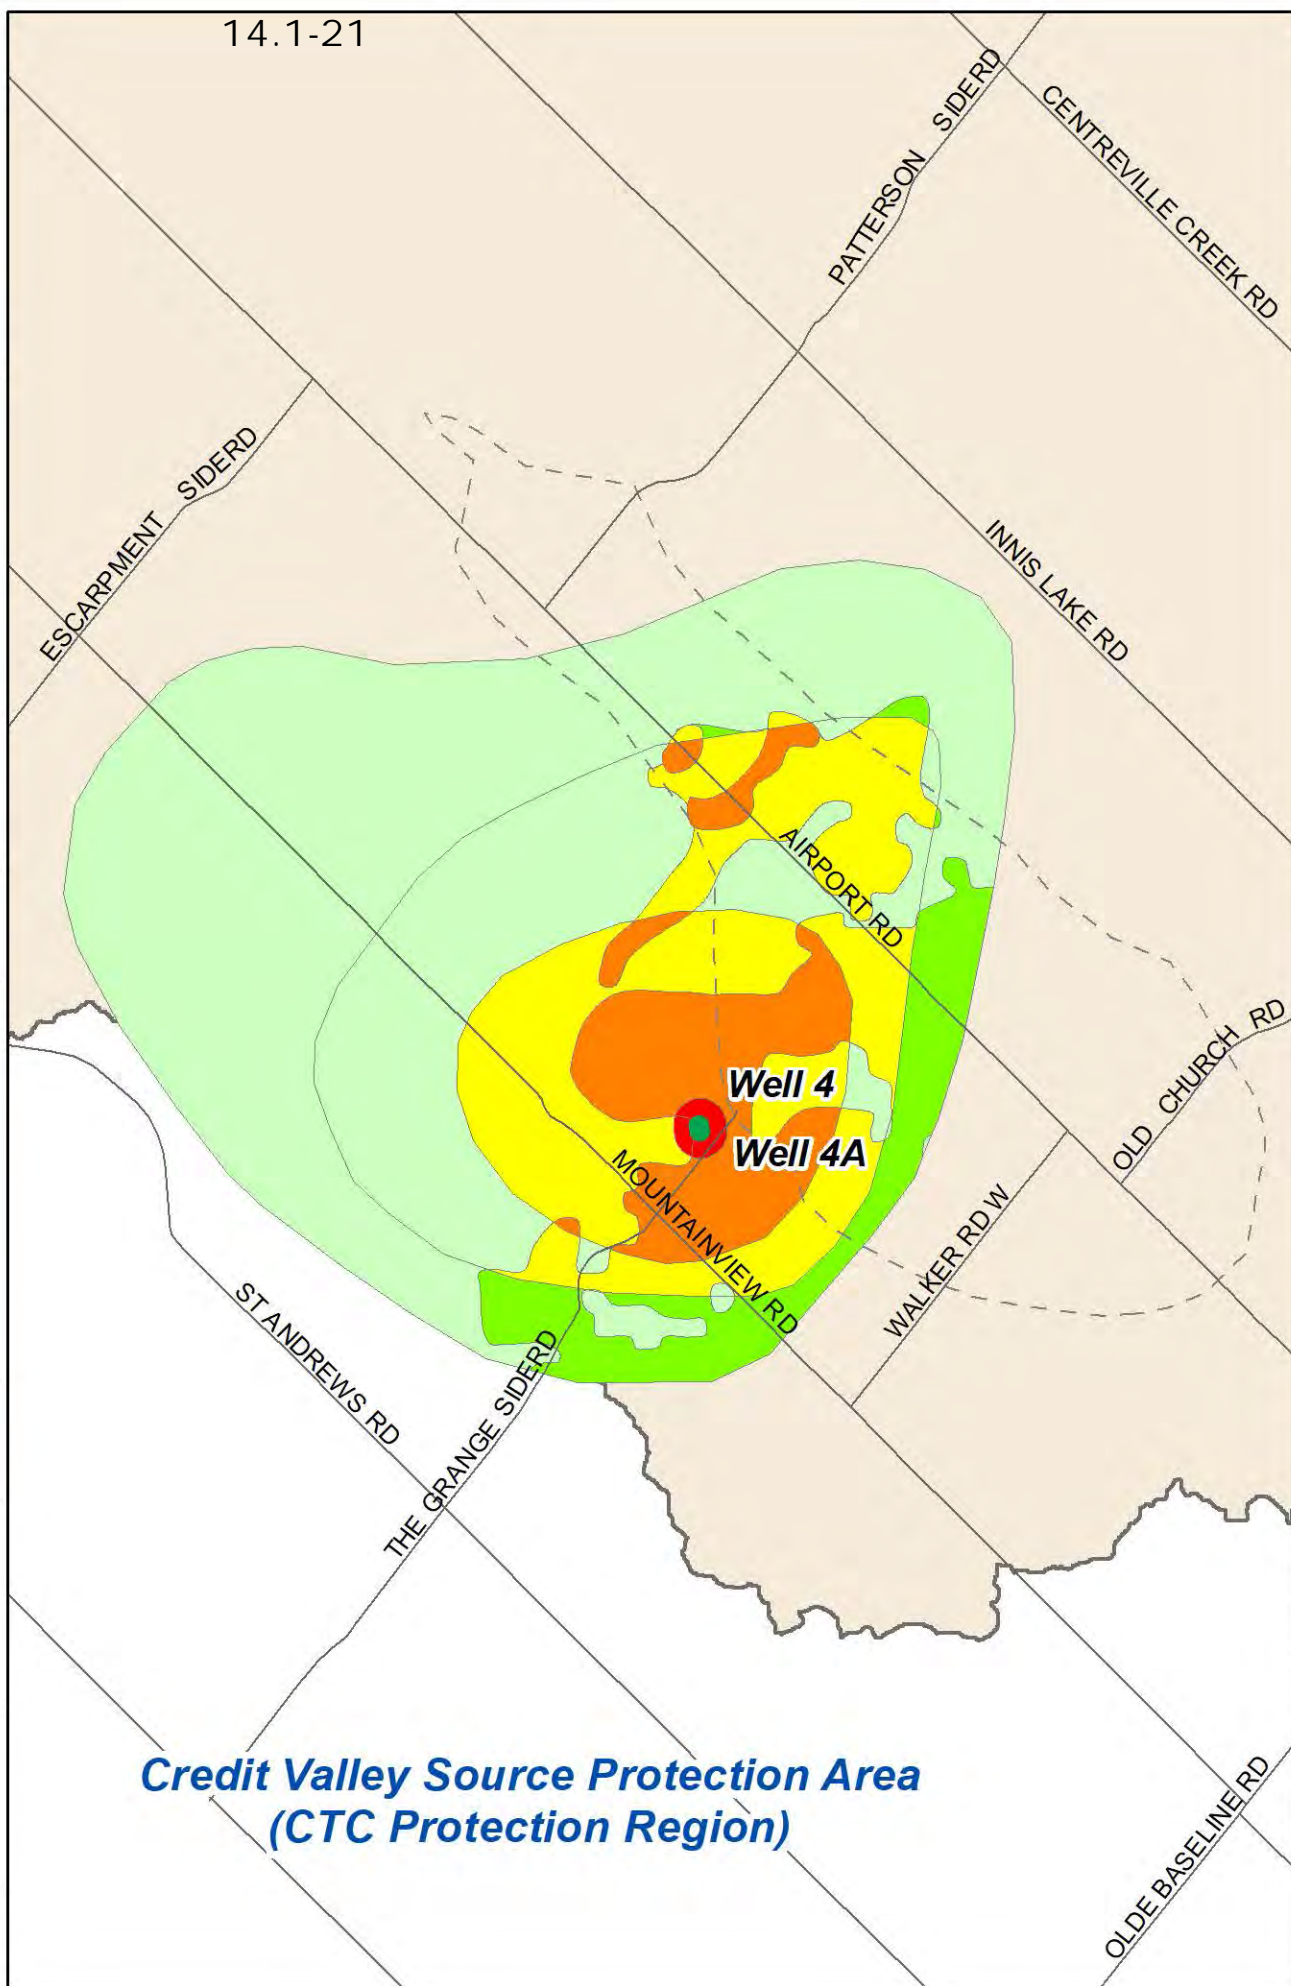 14.1-21
PATTERSON SIDERD
CENTREVILLE CREEK RD
ESCARPMENT SIDERD
INNIS LAKE RD
AIRPORT RD
OLD CHURCH RD
Well 4
Well 4A
MOUNTAINVIEW RD
WALKER RD W
ST ANDREWS RD
THE GRANGE SIDERD
Credit Valley Source Protection Area
(CTC Protection Region)
OLDE BASELINE RD